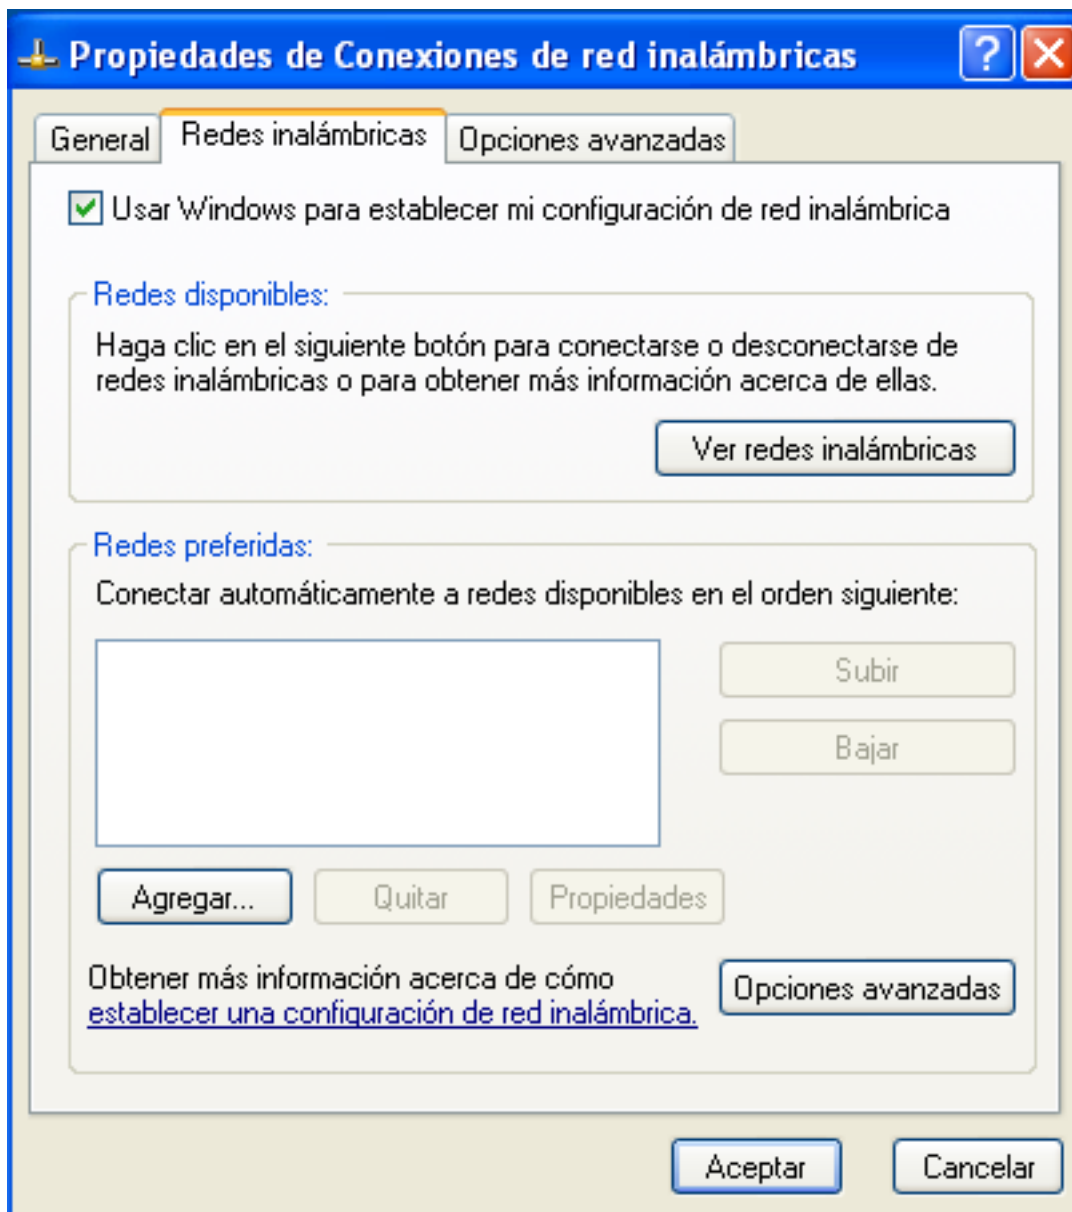 Propiedades de Conexiones de red inalámbricas
?
General
Redes inalámbricas
Opciones avanzadas
Usar Windows para establecer mi configuración de red inalámbrica
Redes disponibles:
Haga clic en el siguiente botón para conectarse o desconectarse de
redes inalámbricas o para obtener más información acerca de ellas.
Ver redes inalámbricas
Redes preferidas:
Conectar automáticamente a redes disponibles en el orden siguiente:
Subir
Bajar
Agregar...
Quitar
Propiedades
Obtener más información acerca de cómo
establecer una configuración de red inalámbrica.
Opciones avanzadas
Aceptar
Cancelar